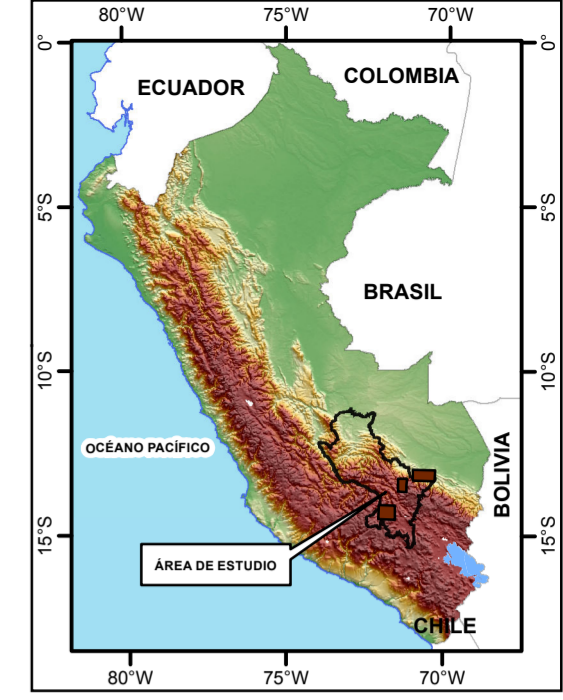 80°W 75°W 70°W
0° 0°
ECUADOR
COLOMBIA
5°S 5°S
BRASIL
10°S 10°S
OCÉANO PACÍFICO
BOLIVIA
15°S 15°S
ÁREA DE ESTUDIO
CHILE
80°W 75°W 70°W